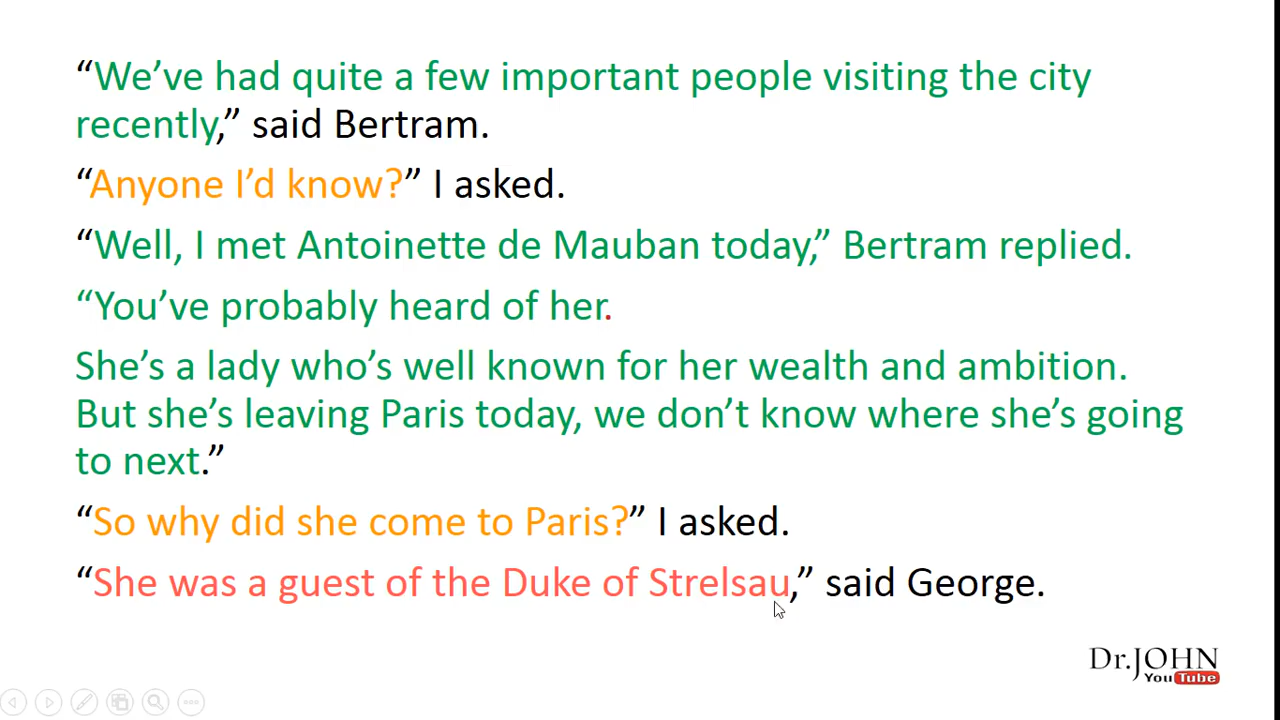 “We’ve had quite a few important people visiting the city
recently,” said Bertram.
“Anyone I’d know?” I asked.
“Well, I met Antoinette de Mauban today,” Bertram replied.
“You’ve probably heard of her.
She’s a lady who’s well known for her wealth and ambition.
But she’s leaving Paris today, we don’t know where she’s going
to next.”
“So why did she come to Paris?” I asked.
“She was a guest of the Duke of Strelsau,” said George.
Dr.JOHN
YouTube